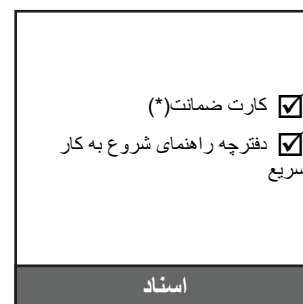 ☑ کارت ضمانت(*)
☑ دفترچه راهنمای شروع به کار
سریع
اسناد